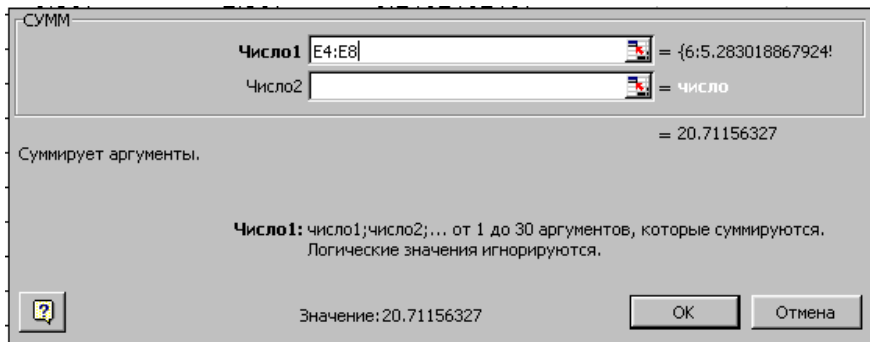 СУММ
Число1 E4:E8 = {6:5.283018867924!
Число2 = число
= 20.71156327
Суммирует аргументы.
Число1: число1;число2;... от 1 до 30 аргументов, которые суммируются.
Логические значения игнорируются.
Значение:20.71156327 OK Отмена